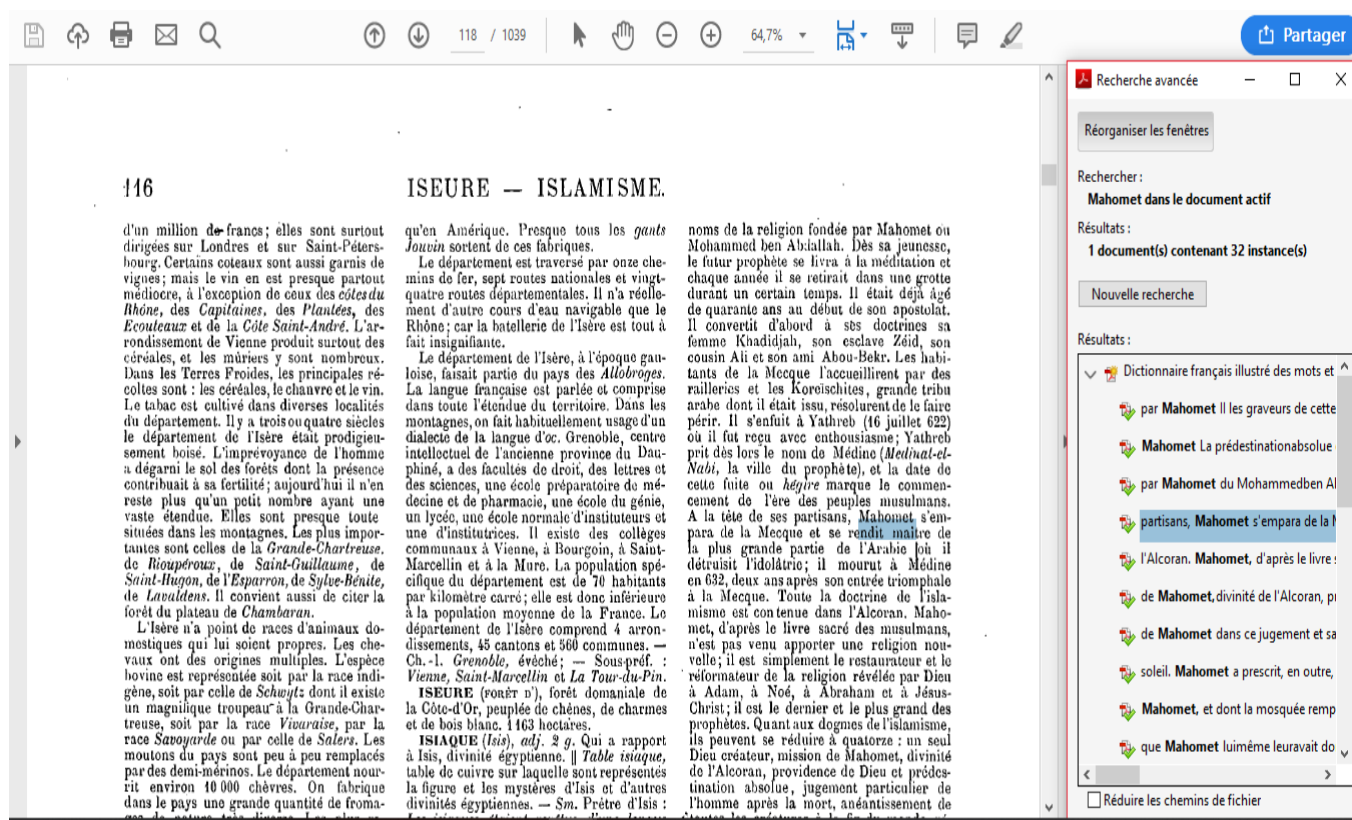 118 / 1039
64,7%
Partager
116
ISEURE — ISLAMISME.
d'un million de francs; elles sont surtout
dirigées sur Londres et sur Saint-Péters-
bourg. Certains coteaux sont aussi garnis de
vignes; mais le vin en est presque partout
médiocre, à l'exception de ceux des côtes du
Rhône, des Capitaines, des Plantées, des
Ecouteaux et de la Côte Saint-André. L'ar-
rondissement de Vienne produit surtout des
céréales, et les mûriers y sont nombreux.
Dans les Terres Froides, les principales ré-
coltes sont : les céréales, le chanvre et le vin.
Le tabac est cultivé dans diverses localités
du département. Il y a trois ou quatre siècles
le département de l'Isère était prodigieu-
sement boisé. L'imprévoyance de l'homme
a dégarni le sol des forêts dont la présence
contribuait à sa fertilité; aujourd'hui il n'en
reste plus qu'un petit nombre ayant une
vaste étendue. Elles sont presque toute
situées dans les montagnes. Les plus impor-
tantes sont celles de la Grande-Chartreuse,
de Rioupéroux, de Saint-Guillaume, de
Saint-Hugon, de l'Esparron, de Sylve-Bénite,
de Lavaldens. Il convient aussi de citer la
forêt du plateau de Chambaran.
L'Isère n'a point de races d'animaux do-
mestiques qui lui soient propres. Les che-
vaux ont des origines multiples. L'espèce
bovine est représentée soit par la race indi-
gène, soit par celle de Schwytz dont il existe
un magnifique troupeau à la Grande-Char-
treuse, soit par la race Vivaraise, par la
race Savoyarde ou par celle de Salers. Les
moutons du pays sont peu à peu remplacés
par des demi-mérinos. Le département nour-
rit environ 10 000 chèvres. On fabrique
dans le pays une grande quantité de froma-
qu'en Amérique. Presque tous les gants
Jouvin sortent de ces fabriques.
Le département est traversé par onze che-
mins de fer, sept routes nationales et vingt-
quatre routes départementales. Il n'a réelle-
ment d'autre cours d'eau navigable que le
Rhône; car la batellerie de l'Isère est tout à
fait insignifiante.
Le département de l'Isère, à l'époque gau-
loise, faisait partie du pays des Allobroges.
La langue française est parlée et comprise
dans toute l'étendue du territoire. Dans les
montagnes, on fait habituellement usage d'un
dialecte de la langue d'oc. Grenoble, centre
intellectuel de l'ancienne province du Dau-
phiné, a des facultés de droit, des lettres et
des sciences, une école préparatoire de mé-
decine et de pharmacie, une école du génie,
un lycée, une école normale d'instituteurs et
une d'institutrices. Il existe des collèges
communaux à Vienne, à Bourgoin, à Saint-
Marcellin et à la Mure. La population spé-
cifique du département est de 70 habitants
par kilomètre carré; elle est donc inférieure
à la population moyenne de la France. Le
département de l'Isère comprend 4 arron-
dissements, 45 cantons et 560 communes. —
Ch.-l. Grenoble, évêché; — Sous-préf. :
Vienne, Saint-Marcellin et La Tour-du-Pin.
ISEURE (FORÊT D'), forêt domaniale de
la Côte-d'Or, peuplée de chênes, de charmes
et de bois blanc. 1163 hectares.
ISIAQUE (Isis), adj. 2 g. Qui a rapport
à Isis, divinité égyptienne. || Table isiaque,
table de cuivre sur laquelle sont représentés
la figure et les mystères d'Isis et d'autres
divinités égyptiennes. — Sm. Prêtre d'Isis :
noms de la religion fondée par Mahomet ou
Mohammed ben Abdallah. Dès sa jeunesse,
le futur prophète se livra à la méditation et
chaque année il se retirait dans une grotte
durant un certain temps. Il était déjà âgé
de quarante ans au début de son apostolat.
Il convertit d'abord à ses doctrines sa
femme Khadidjah, son esclave Zéid, son
cousin Ali et son ami Abou-Bekr. Les habi-
tants de la Mecque l'accueillirent par des
railleries et les Koreïschites, grande tribu
arabe dont il était issu, résolurent de le faire
périr. Il s'enfuit à Yathreb (16 juillet 622)
où il fut reçu avec enthousiasme; Yathreb
prit dès lors le nom de Médine (Medinat-el-
Nabi, la ville du prophète), et la date de
cette fuite ou hégire marque le commen-
cement de l'ère des peuples musulmans.
A la tête de ses partisans, Mahomet s'em-
para de la Mecque et se rendit maître de
la plus grande partie de l'Arabie où il
détruisit l'idolâtrie; il mourut à Médine
en 632, deux ans après son entrée triomphale
à la Mecque. Toute la doctrine de l'isla-
misme est contenue dans l'Alcoran. Maho-
met, d'après le livre sacré des musulmans,
n'est pas venu apporter une religion nou-
velle; il est simplement le restaurateur et le
réformateur de la religion révélée par Dieu
à Adam, à Noé, à Abraham et à Jésus-
Christ; il est le dernier et le plus grand des
prophètes. Quant aux dogmes de l'islamisme,
ils peuvent se réduire à quatorze : un seul
Dieu créateur, mission de Mahomet, divinité
de l'Alcoran, providence de Dieu et prédes-
tination absolue, jugement particulier de
l'homme après la mort, anéantissement de
Recherche avancée
Réorganiser les fenêtres
Rechercher :
Mahomet dans le document actif
Résultats :
1 document(s) contenant 32 instance(s)
Nouvelle recherche
Résultats :
Dictionnaire français illustré des mots et
par Mahomet II les graveurs de cette
Mahomet La prédestinationabsolue
par Mahomet du Mohammedben Al
partisans, Mahomet s'empara de la M
l'Alcoran. Mahomet, d'après le livre s
de Mahomet,divinité de l'Alcoran, pr
de Mahomet dans ce jugement et sa
soleil. Mahomet a prescrit, en outre,
Mahomet, et dont la mosquée remp
que Mahomet luimême leuravait do
Réduire les chemins de fichier